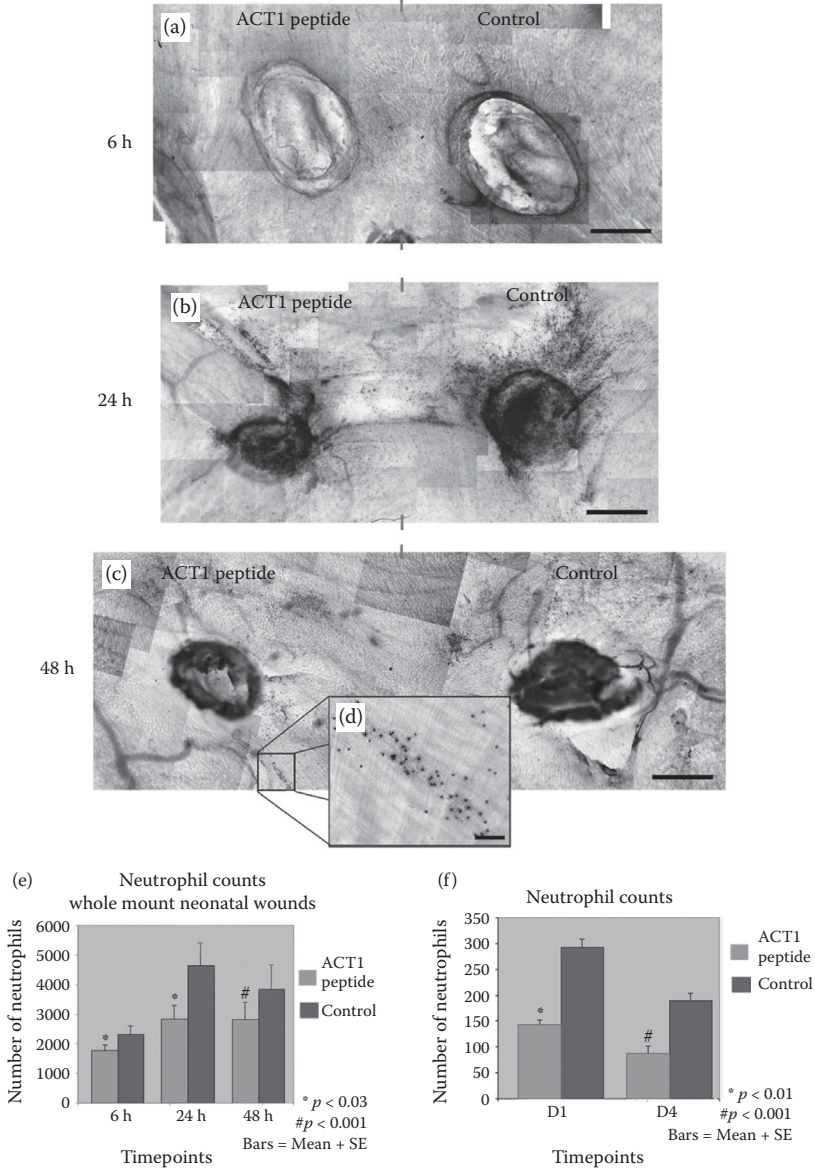 (a)
ACT1 peptide
Control
6 h
(b)
ACT1 peptide
Control
24 h
(c)
ACT1 peptide
Control
48 h
(d)
(e)
Neutrophil counts
whole mount neonatal wounds
Number of neutrophils
6000
5000
4000
3000
2000
1000
0
*
*
#
6 h
24 h
48 h
Timepoints
ACT1
peptide
Control
* p < 0.03
#p < 0.001
Bars = Mean + SE
(f)
Neutrophil counts
Number of neutrophils
350
300
250
200
150
100
50
0
*
#
D1
D4
Timepoints
ACT1
peptide
Control
* p < 0.01
#p < 0.001
Bars = Mean + SE